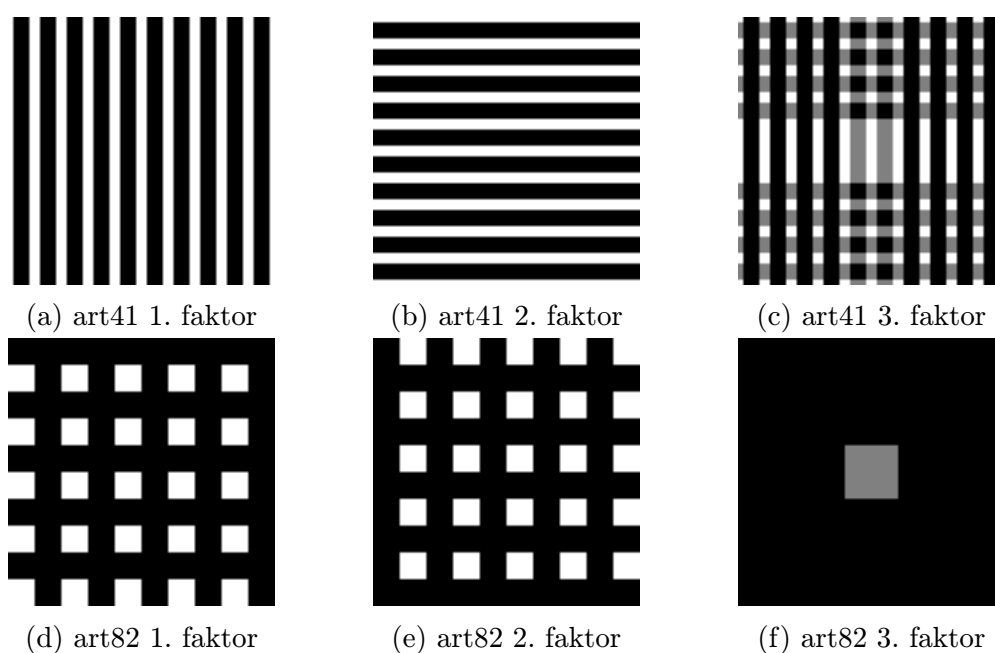 (a) art41 1. faktor
(b) art41 2. faktor
(c) art41 3. faktor
(d) art82 1. faktor
(e) art82 2. faktor
(f) art82 3. faktor